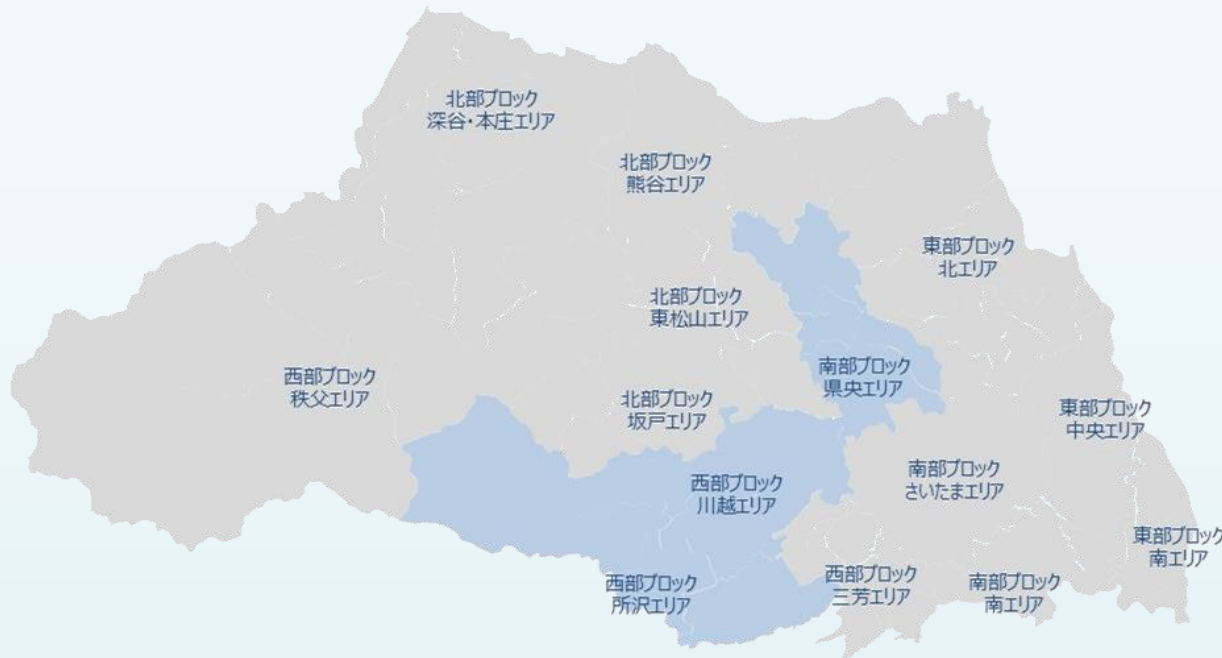 北部ブロック
深谷・本庄エリア
北部ブロック
熊谷エリア
東部ブロック
北エリア
北部ブロック
東松山エリア
南部ブロック
県央エリア
西部ブロック
秩父エリア
北部ブロック
坂戸エリア
東部ブロック
中央エリア
南部ブロック
さいたまエリア
西部ブロック
川越エリア
東部ブロック
南エリア
西部ブロック
所沢エリア
西部ブロック
三芳エリア
南部ブロック
南エリア